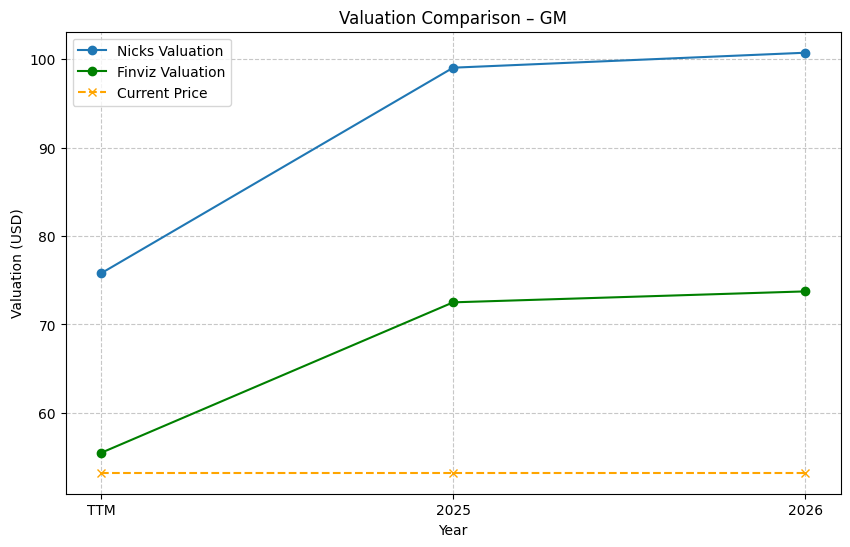 Valuation Comparison – GM
Nicks Valuation
Finviz Valuation
Current Price
Valuation (USD)
100
90
80
70
60
TTM
2025
2026
Year